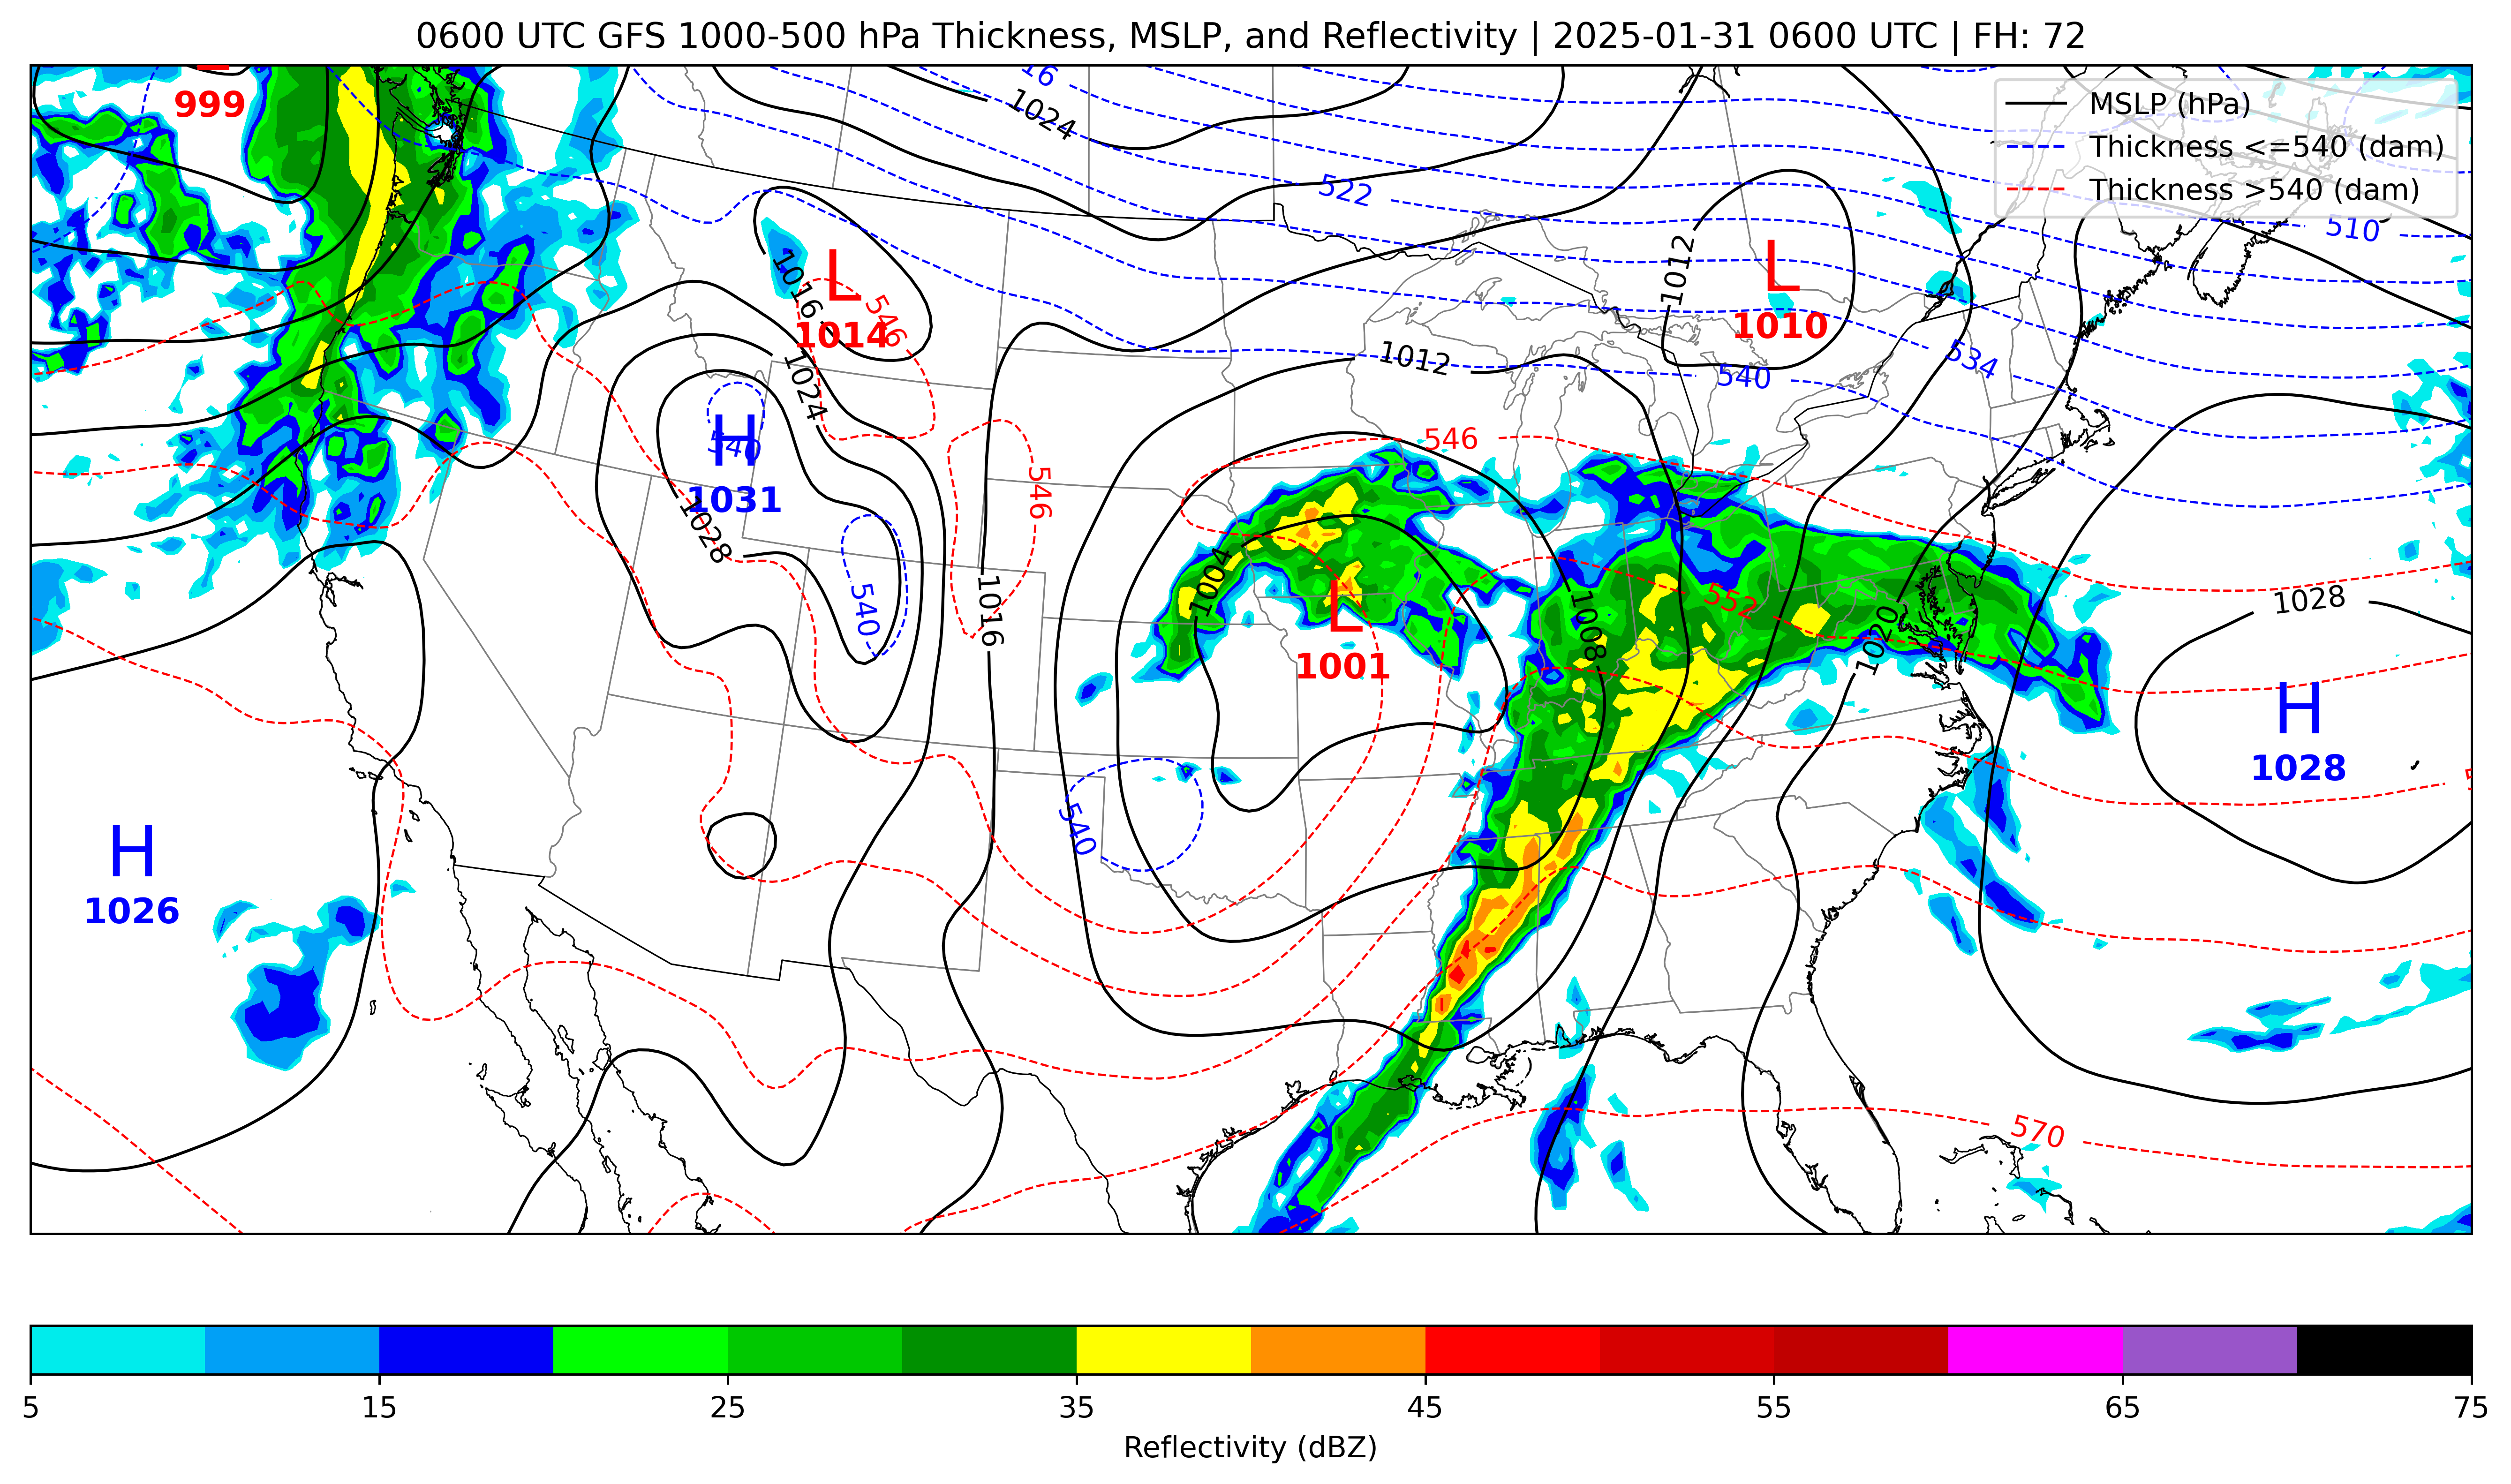 0600 UTC GFS 1000-500 hPa Thickness, MSLP, and Reflectivity | 2025-01-31 0600 UTC | FH: 72
MSLP (hPa)
Thickness <=540 (dam)
Thickness >540 (dam)
999
16
1024
522
510
1012
L
1010
1016
L
1014
546
1024
1012
540
534
H
540
1031
1028
546
546
540
1016
1004
L
1001
1008
552
1020
1028
H
1028
540
H
1026
570
5 15 25 35 45 55 65 75
Reflectivity (dBZ)